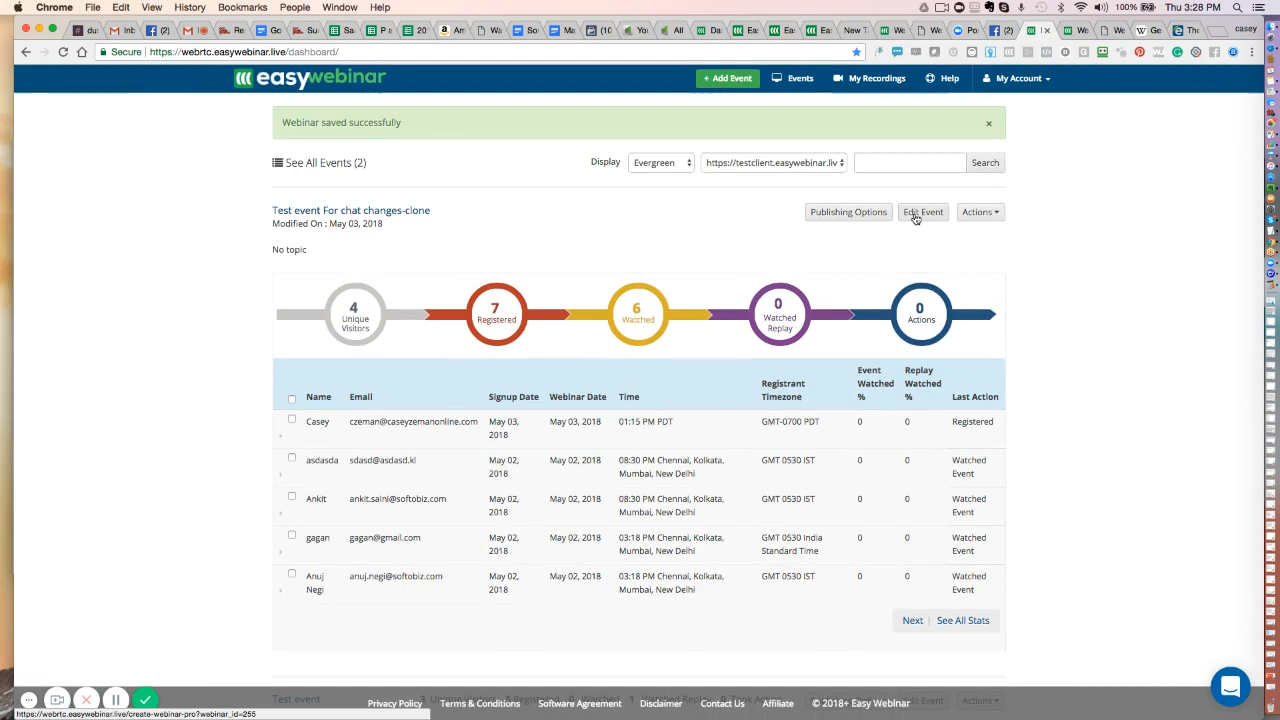 Chrome File Edit View History Bookmarks People Window Help 100% Thu 3:28 PM casey zeman
Secure https://webrtc.easywebinar.live/dashboard/
casey
easywebinar
+ Add Event Events My Recordings Help My Account
Webinar saved successfully ×
See All Events (2) Display Evergreen https://testclient.easywebinar.liv Search
Test event For chat changes-clone Publishing Options Edit Event Actions
Modified On : May 03, 2018
No topic
4 Unique Visitors
7 Registered
6 Watched
0 Watched Replay
0 Actions
Name Email Signup Date Webinar Date Time Registrant Timezone Event Watched % Replay Watched % Last Action
Casey czeman@caseyzemanonline.com May 03, 2018 May 03, 2018 01:15 PM PDT GMT-0700 PDT 0 0 Registered
asdasda sdasd@asdasd.kl May 02, 2018 May 02, 2018 08:30 PM Chennai, Kolkata, Mumbai, New Delhi GMT 0530 IST 0 0 Watched Event
Ankit ankit.saini@softobiz.com May 02, 2018 May 02, 2018 08:30 PM Chennai, Kolkata, Mumbai, New Delhi GMT 0530 IST 0 0 Watched Event
gagan gagan@gmail.com May 02, 2018 May 02, 2018 03:18 PM Chennai, Kolkata, Mumbai, New Delhi GMT 0530 India Standard Time 0 0 Watched Event
Anuj Negi anuj.negi@softobiz.com May 02, 2018 May 02, 2018 03:18 PM Chennai, Kolkata, Mumbai, New Delhi GMT 0530 IST 0 0 Watched Event
Next | See All Stats
Test event
Privacy Policy Terms & Conditions Software Agreement Disclaimer Contact Us Affiliate © 2018+ Easy Webinar
https://webrtc.easywebinar.live/create-webinar-pro?webinar_id=255